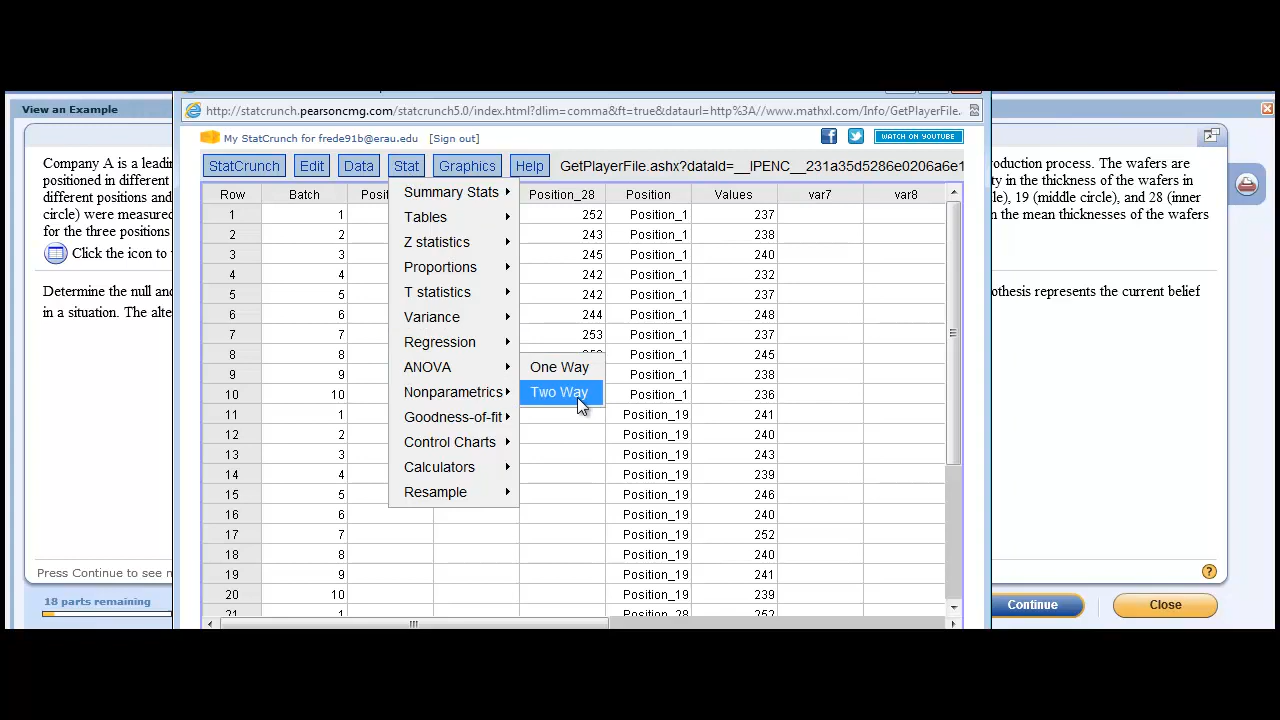 View an Example
http://statcrunch.pearsoncmg.com/statcrunch5.0/index.html?dlim=comma&ft=true&dataurl=http%3A//www.mathxl.com/Info/GetPlayerFile.
My StatCrunch for frede91b@erau.edu [Sign out]
WATCH ON YOUTUBE
StatCrunch Edit Data Stat Graphics Help GetPlayerFile.ashx?dataId=__IPENC__231a35d5286e0206a6e1
Company A is a leadin
positioned in different
different positions and
circle) were measured
for the three positions
Click the icon to
Determine the null and
in a situation. The alte
Press Continue to see m
18 parts remaining
Summary Stats
Tables
Z statistics
Proportions
T statistics
Variance
Regression
ANOVA
Nonparametrics
Goodness-of-fit
Control Charts
Calculators
Resample
One Way
Two Way
Row Batch Posi Position_28 Position Values var7 var8
1 1 252 Position_1 237
2 2 243 Position_1 238
3 3 245 Position_1 240
4 4 242 Position_1 232
5 5 242 Position_1 237
6 6 244 Position_1 248
7 7 253 Position_1 237
8 8 Position_1 245
9 9 Position_1 238
10 10 Position_1 236
11 1 Position_19 241
12 2 Position_19 240
13 3 Position_19 243
14 4 Position_19 239
15 5 Position_19 246
16 6 Position_19 240
17 7 Position_19 252
18 8 Position_19 240
19 9 Position_19 241
20 10 Position_19 239
21 1 Position_28 252
roduction process. The wafers are
ty in the thickness of the wafers in
le), 19 (middle circle), and 28 (inner
n the mean thicknesses of the wafers
othesis represents the current belief
?
Continue
Close